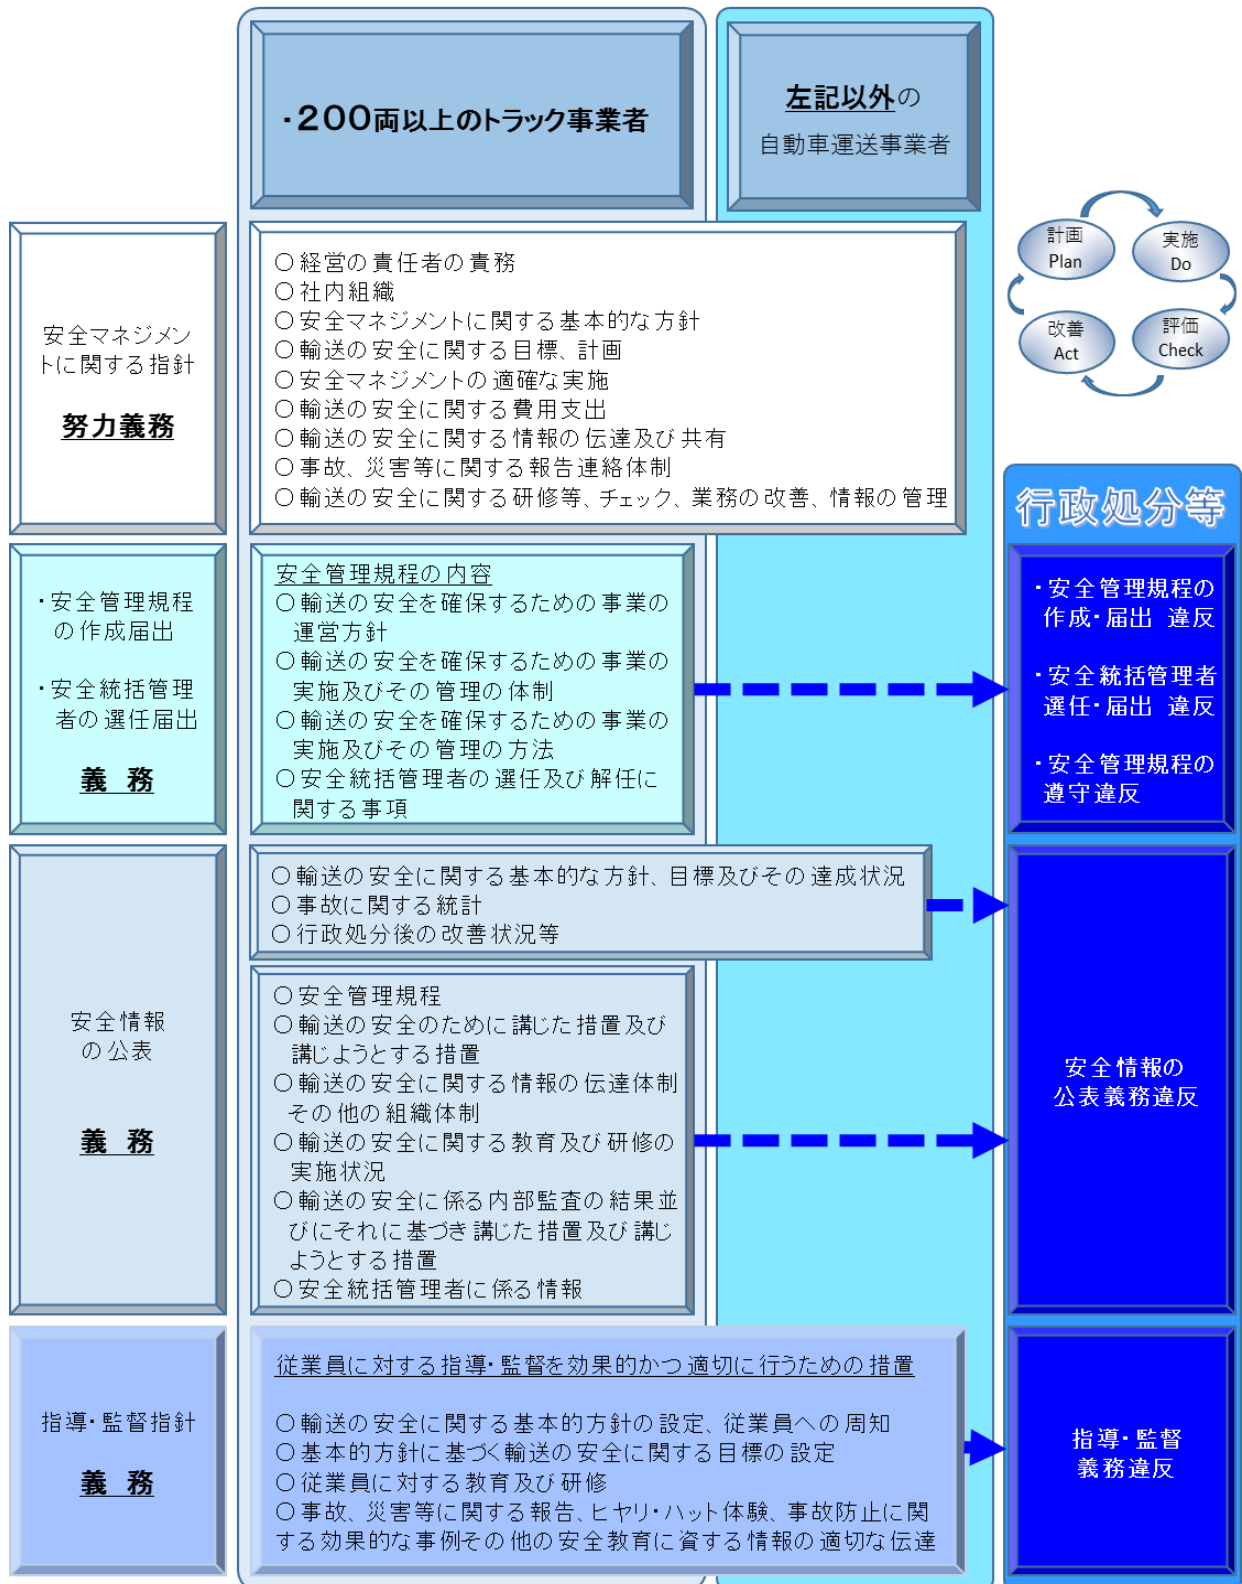 ・200両以上のトラック事業者
左記以外の
自動車運送事業者
計画
Plan
実施
Do
改善
Act
評価
Check
安全マネジメン
トに関する指針
努力義務
○経営の責任者の責務
○社内組織
○安全マネジメントに関する基本的な方針
○輸送の安全に関する目標、計画
○安全マネジメントの適確な実施
○輸送の安全に関する費用支出
○輸送の安全に関する情報の伝達及び共有
○事故、災害等に関する報告連絡体制
○輸送の安全に関する研修等、チェック、業務の改善、情報の管理
行政処分等
・安全管理規程
の作成届出
・安全統括管理
者の選任届出
義 務
安全管理規程の内容
○輸送の安全を確保するための事業の
運営方針
○輸送の安全を確保するための事業の
実施及びその管理の体制
○輸送の安全を確保するための事業の
実施及びその管理の方法
○安全統括管理者の選任及び解任に
関する事項
・安全管理規程の
作成・届出 違反
・安全統括管理者
選任・届出 違反
・安全管理規程の
遵守違反
安全情報
の公表
義 務
○輸送の安全に関する基本的な方針、目標及びその達成状況
○事故に関する統計
○行政処分後の改善状況等
○安全管理規程
○輸送の安全のために講じた措置及び
講じようとする措置
○輸送の安全に関する情報の伝達体制
その他の組織体制
○輸送の安全に関する教育及び研修の
実施状況
○輸送の安全に係る内部監査の結果並
びにそれに基づき講じた措置及び講じ
ようとする措置
○安全統括管理者に係る情報
安全情報の
公表義務違反
指導・監督指針
義 務
従業員に対する指導・監督を効果的かつ適切に行うための措置
○輸送の安全に関する基本的方針の設定、従業員への周知
○基本的方針に基づく輸送の安全に関する目標の設定
○従業員に対する教育及び研修
○事故、災害等に関する報告、ヒヤリ・ハット体験、事故防止に関
する効果的な事例その他の安全教育に資する情報の適切な伝達
指導・監督
義務違反